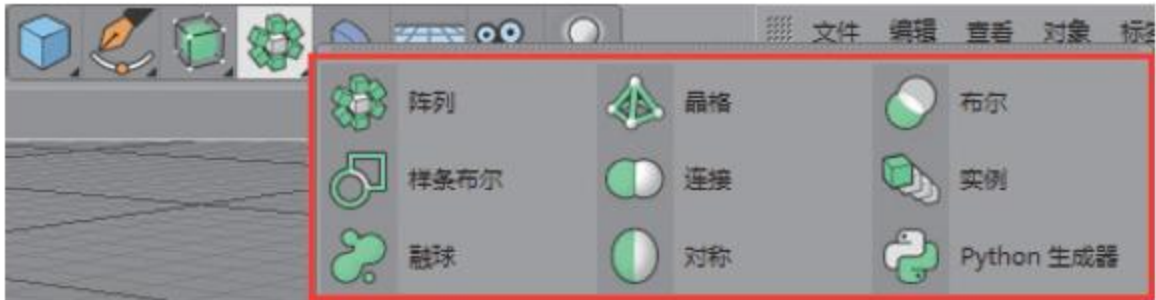 文件 编辑 查看 对象
阵列 晶格 布尔
样条布尔 连接 实例
融球 对称 Python 生成器